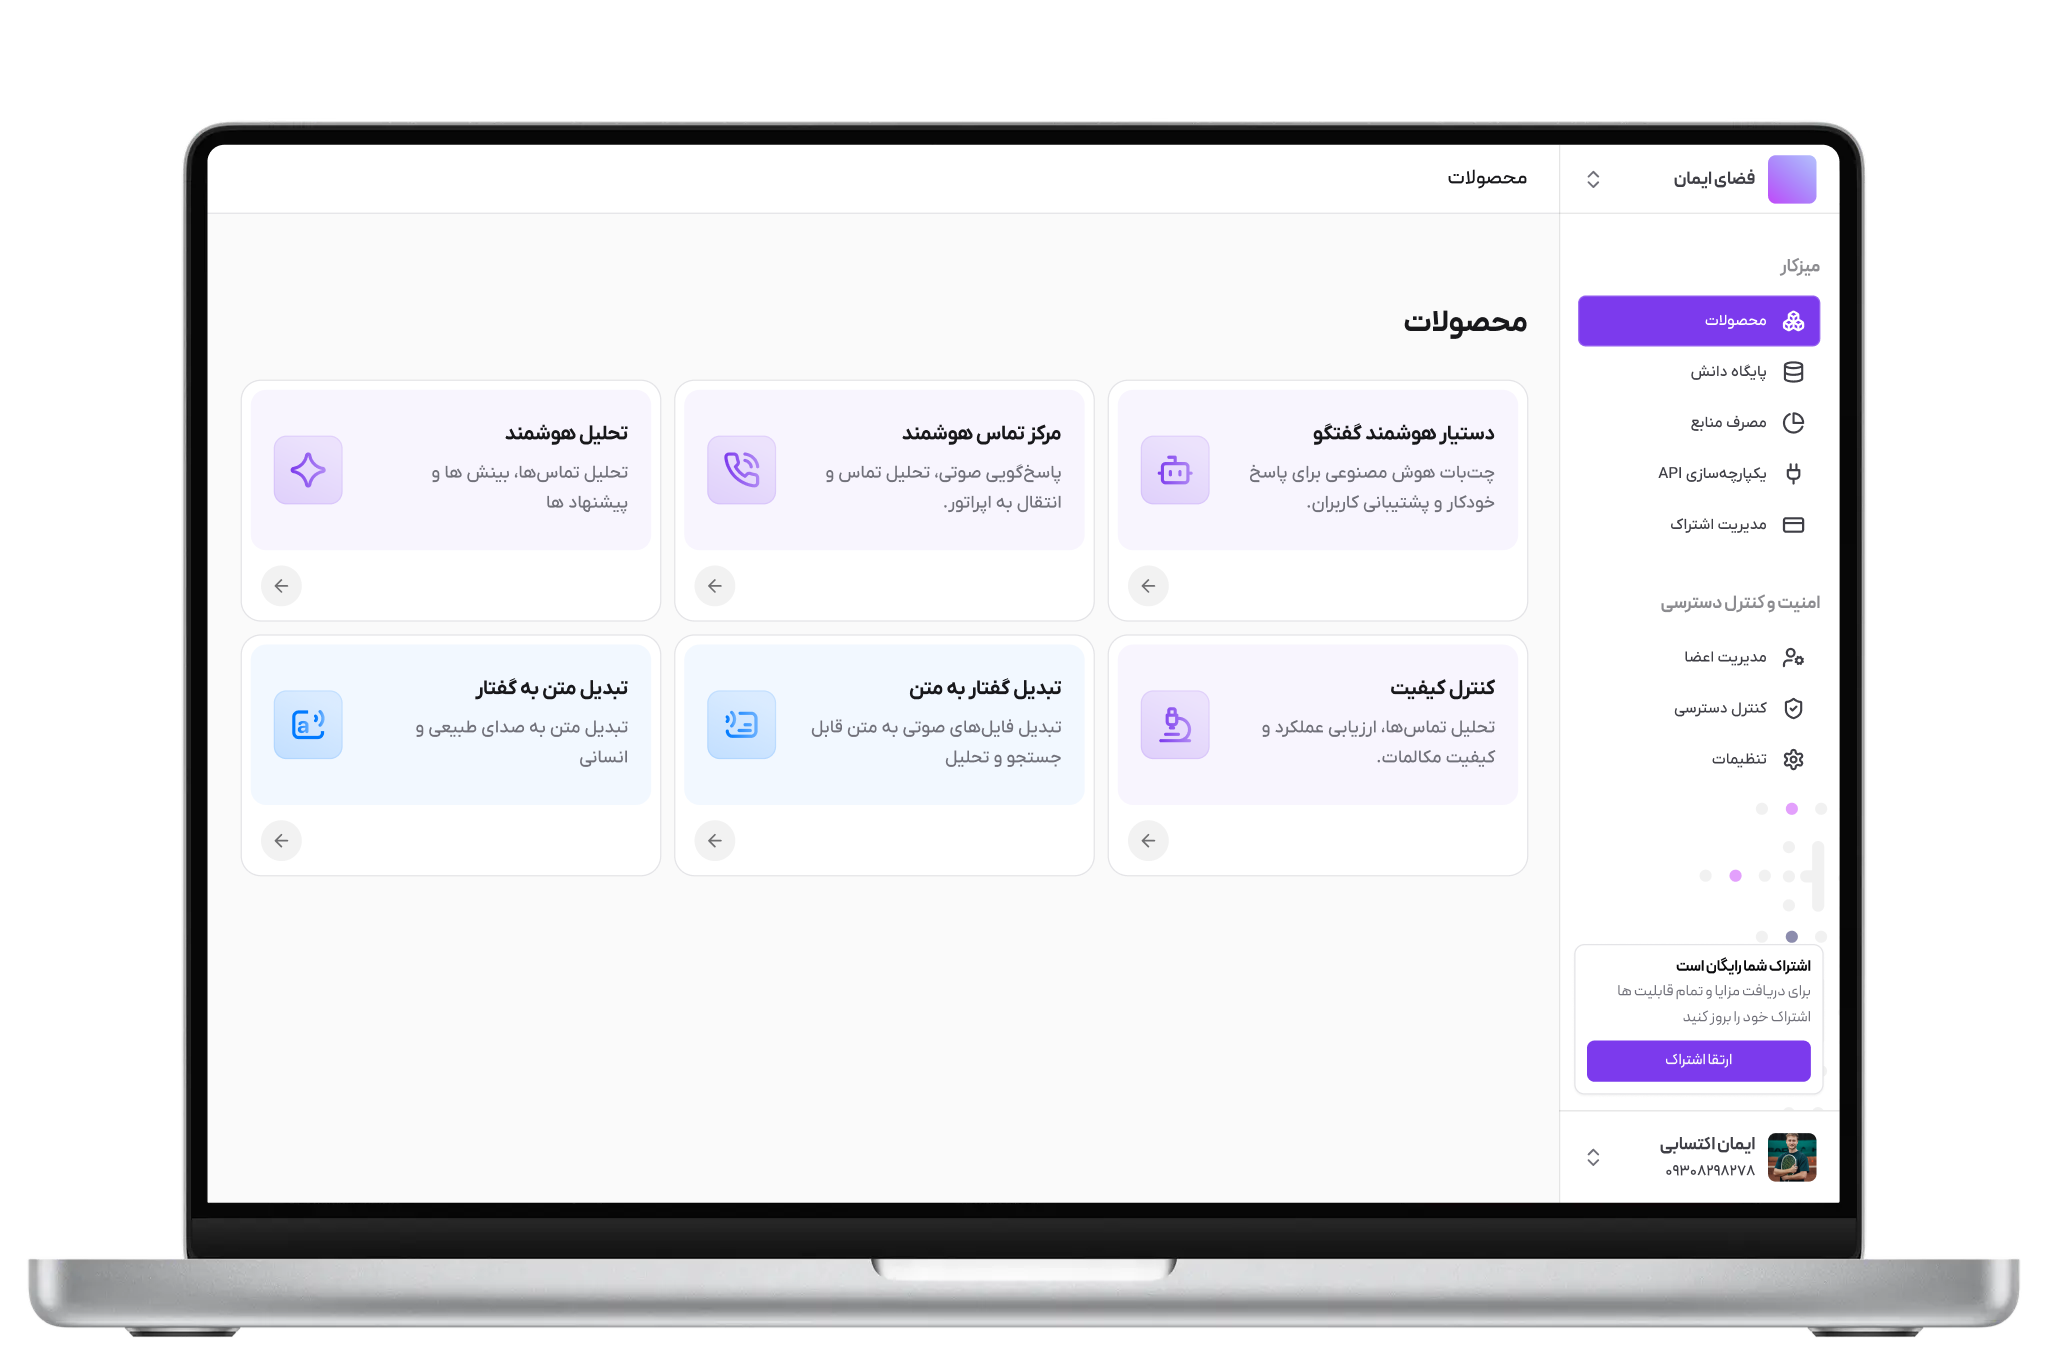 فضای ایمان
محصولات
میزکار
محصولات
پایگاه دانش
مصرف منابع
یکپارچه‌سازی API
مدیریت اشتراک
امنیت و کنترل دسترسی
مدیریت اعضا
کنترل دسترسی
تنظیمات
اشتراک شما رایگان است
برای دریافت مزایا و تمام قابلیت ها
اشتراک خود را بروز کنید
ارتقا اشتراک
ایمان اکتسابی
۰۹۳۰۸۲۹۸۲۷۸
محصولات
دستیار هوشمند گفتگو
چت‌بات هوش مصنوعی برای پاسخ
خودکار و پشتیبانی کاربران.
مرکز تماس هوشمند
پاسخ‌گویی صوتی، تحلیل تماس و
انتقال به اپراتور.
تحلیل هوشمند
تحلیل تماس‌ها، بینش ها و
پیشنهاد ها
کنترل کیفیت
تحلیل تماس‌ها، ارزیابی عملکرد و
کیفیت مکالمات.
تبدیل گفتار به متن
تبدیل فایل‌های صوتی به متن قابل
جستجو و تحلیل
تبدیل متن به گفتار
تبدیل متن به صدای طبیعی و
انسانی
a